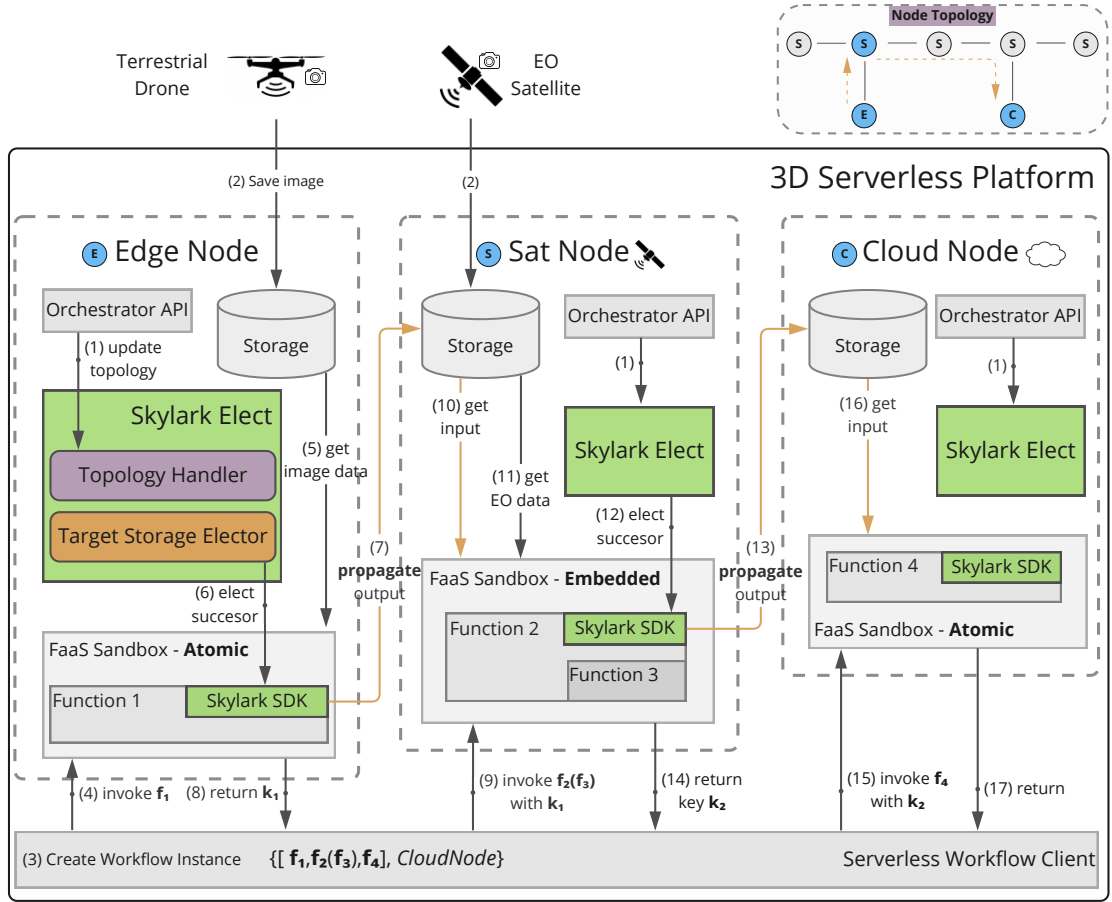 Node Topology
S
S
S
S
S
E
C
Terrestrial
Drone
EO
Satellite
3D Serverless Platform
(2) Save image
(2)
E Edge Node
Orchestrator API
Storage
(1) update
topology
Skylark Elect
Topology Handler
Target Storage Elector
(5) get
image data
(6) elect
succesor
FaaS Sandbox - Atomic
Function 1
Skylark SDK
(7)
propagate
output
S Sat Node
Storage
Orchestrator API
(1)
Skylark Elect
(10) get
input
(11) get
EO data
(12) elect
succesor
FaaS Sandbox - Embedded
Function 2
Skylark SDK
Function 3
(13)
propagate
output
C Cloud Node
Storage
Orchestrator API
(1)
Skylark Elect
(16) get
input
Function 4
Skylark SDK
FaaS Sandbox - Atomic
(4) invoke f₁
(8) return k₁
(9) invoke f₂(f₃)
with k₁
(14) return
key k₂
(15) invoke f₄
with k₂
(17) return
(3) Create Workflow Instance {[ f₁,f₂(f₃),f₄], CloudNode}
Serverless Workflow Client